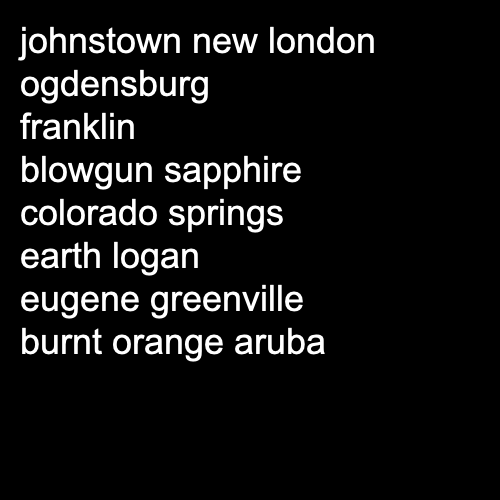 johnstown new london
ogdensburg
franklin
blowgun sapphire
colorado springs
earth logan
eugene greenville
burnt orange aruba